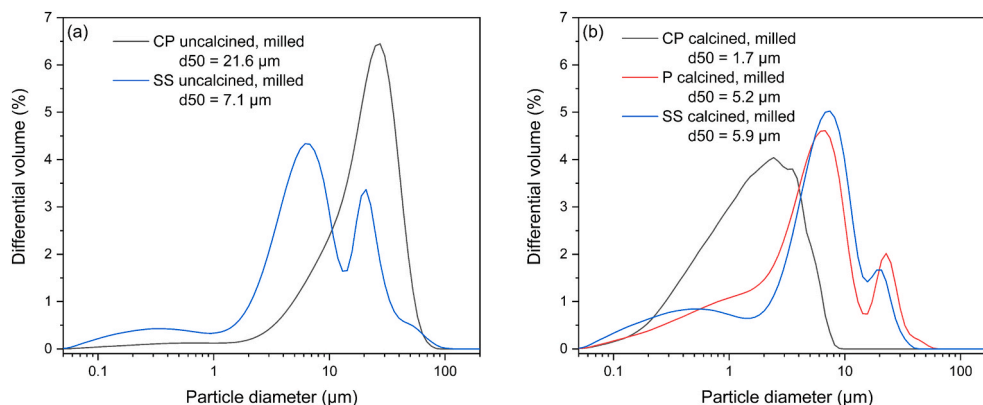 (a)
CP uncalcined, milled
d50 = 21.6 µm
SS uncalcined, milled
d50 = 7.1 µm
Differential volume (%)
7
6
5
4
3
2
1
0
0.1 1 10 100
Particle diameter (µm)
(b)
CP calcined, milled
d50 = 1.7 µm
P calcined, milled
d50 = 5.2 µm
SS calcined, milled
d50 = 5.9 µm
Differential volume (%)
7
6
5
4
3
2
1
0
0.1 1 10 100
Particle diameter (µm)